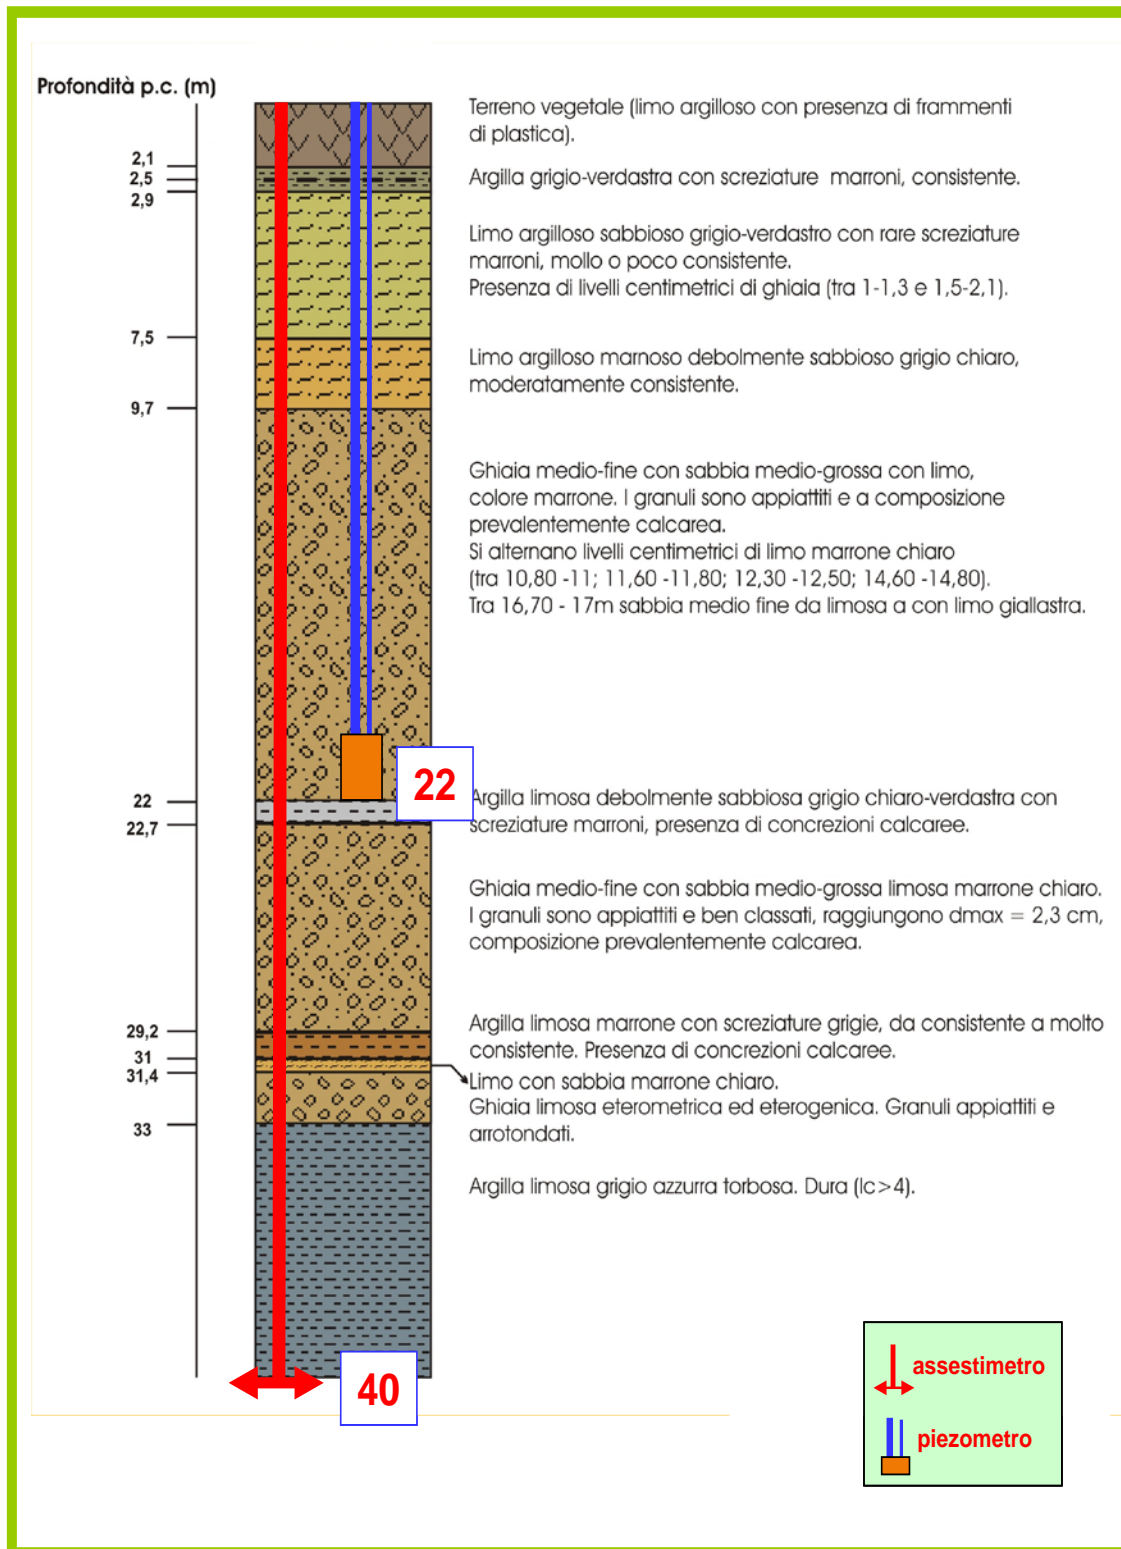 Profondità p.c. (m)
Terreno vegetale (limo argilloso con presenza di frammenti
di plastica).
2,1
2,5
2,9
Argilla grigio-verdastra con screziature marroni, consistente.
Limo argilloso sabbioso grigio-verdastro con rare screziature
marroni, mollo o poco consistente.
Presenza di livelli centimetrici di ghiaia (tra 1-1,3 e 1,5-2,1).
7,5
Limo argilloso marnoso debolmente sabbioso grigio chiaro,
moderatamente consistente.
9,7
Ghiaia medio-fine con sabbia medio-grossa con limo,
colore marrone. I granuli sono appiattiti e a composizione
prevalentemente calcarea.
Si alternano livelli centimetrici di limo marrone chiaro
(tra 10,80 -11; 11,60 -11,80; 12,30 -12,50; 14,60 -14,80).
Tra 16,70 - 17m sabbia medio fine da limosa a con limo giallastra.
22
22
22,7
Argilla limosa debolmente sabbiosa grigio chiaro-verdastra con
screziature marroni, presenza di concrezioni calcaree.
Ghiaia medio-fine con sabbia medio-grossa limosa marrone chiaro.
I granuli sono appiattiti e ben classati, raggiungono dmax = 2,3 cm,
composizione prevalentemente calcarea.
29,2
31
31,4
Argilla limosa marrone con screziature grigie, da consistente a molto
consistente. Presenza di concrezioni calcaree.
Limo con sabbia marrone chiaro.
Ghiaia limosa eterometrica ed eterogenica. Granuli appiattiti e
arrotondati.
33
Argilla limosa grigio azzurra torbosa. Dura (Ic>4).
40
assestimetro
piezometro